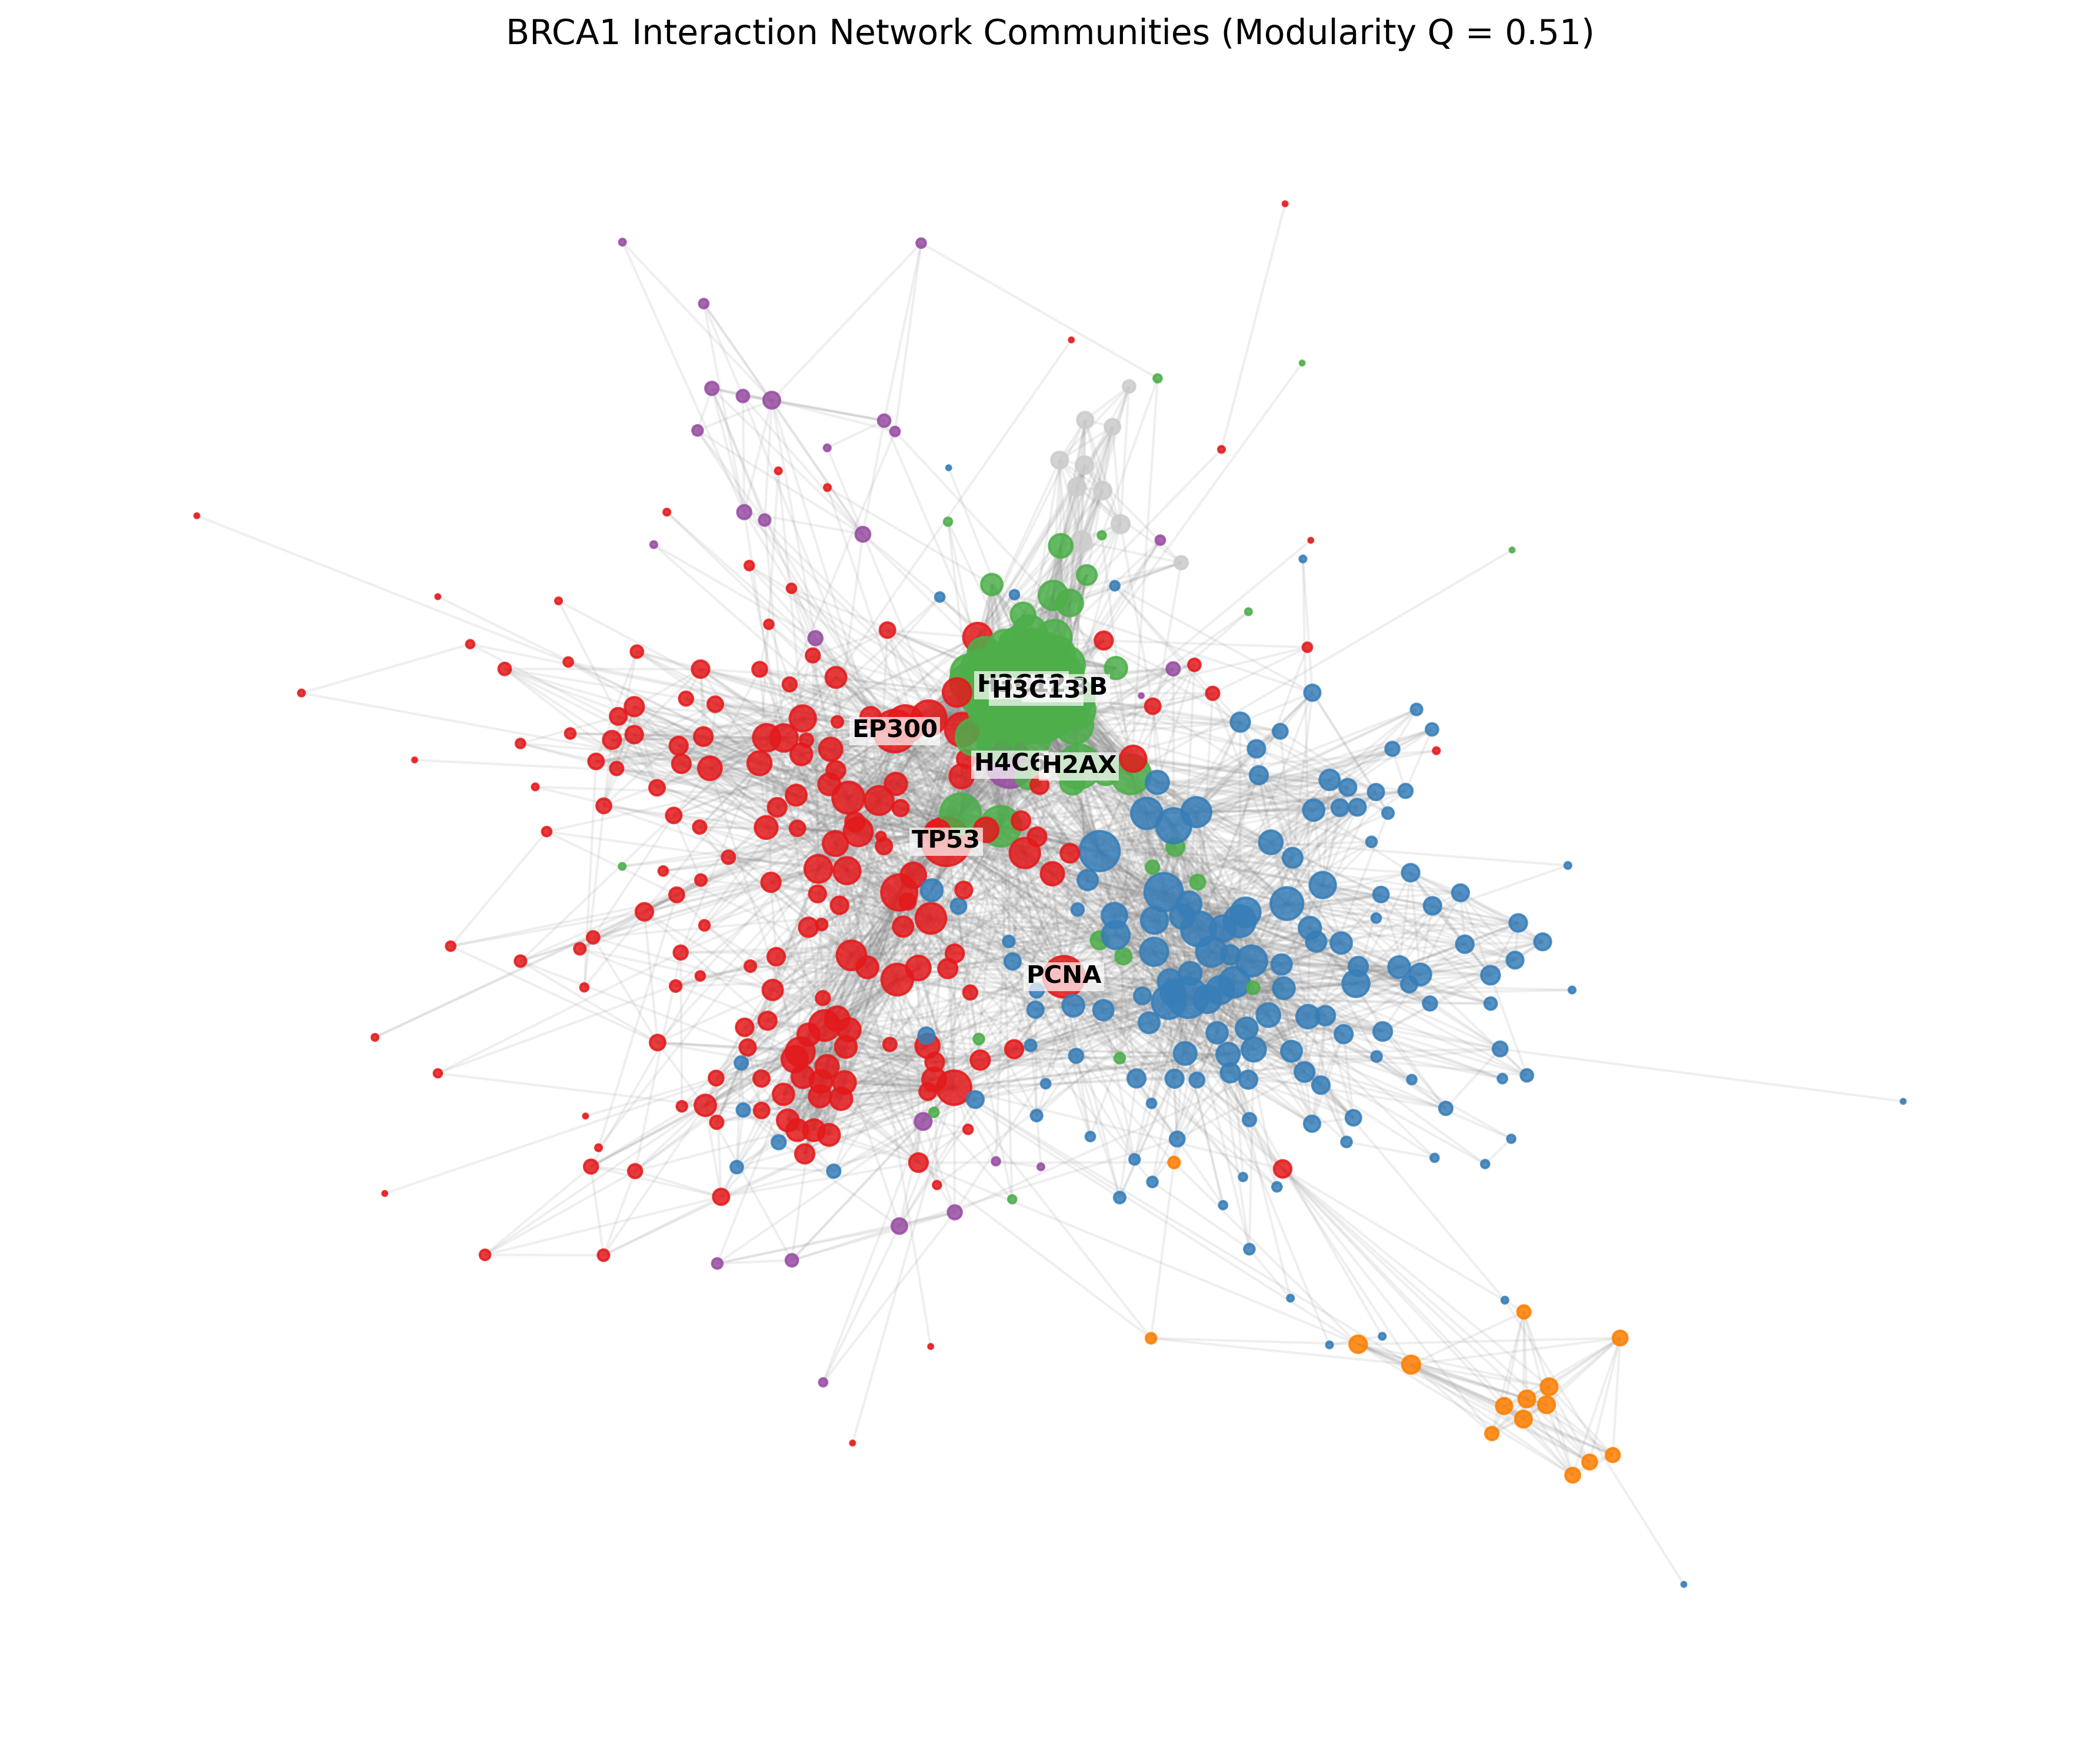 BRCA1 Interaction Network Communities (Modularity Q = 0.51)
H3C13
EP300
H2AX
TP53
PCNA